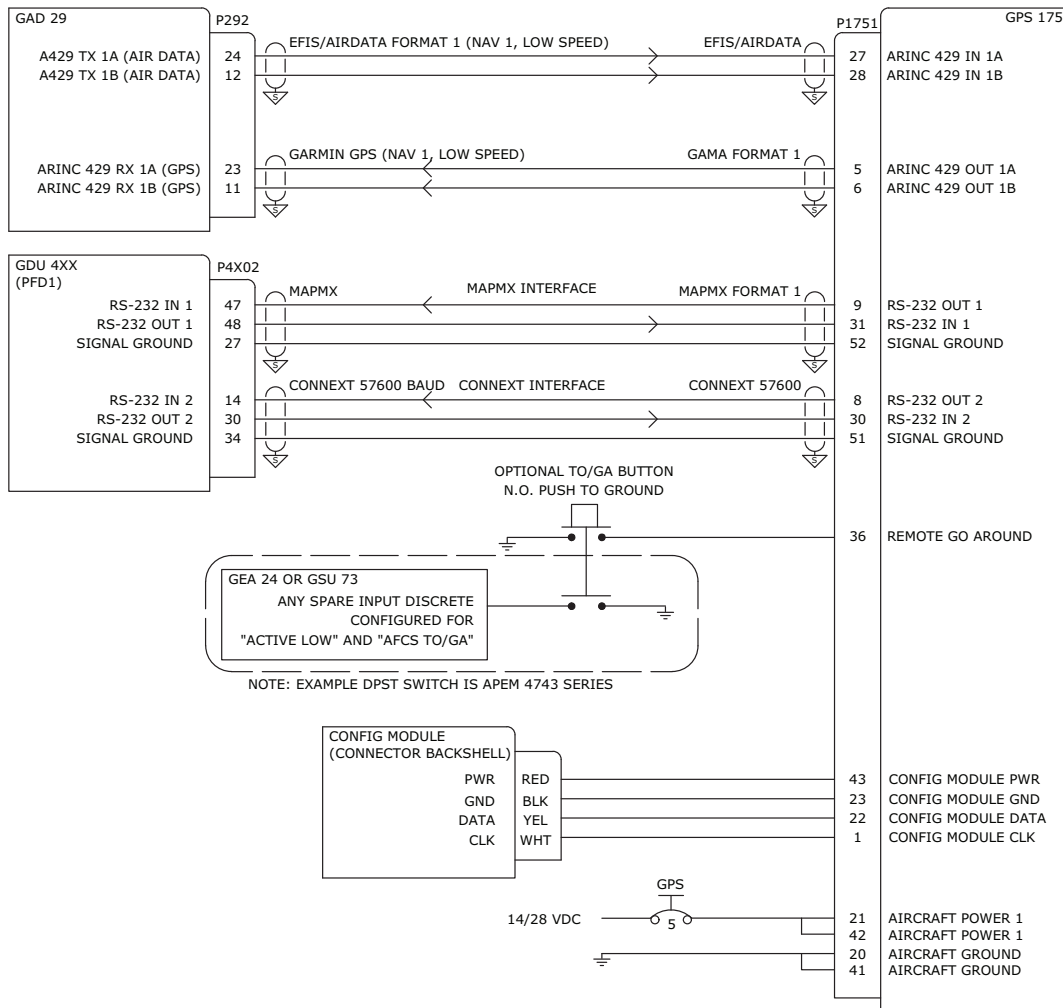 GAD 29
P292
P1751
GPS 175
EFIS/AIRDATA FORMAT 1 (NAV 1, LOW SPEED)
EFIS/AIRDATA
A429 TX 1A (AIR DATA) 24
27 ARINC 429 IN 1A
A429 TX 1B (AIR DATA) 12
28 ARINC 429 IN 1B
S
S
GARMIN GPS (NAV 1, LOW SPEED)
GAMA FORMAT 1
ARINC 429 RX 1A (GPS) 23
5 ARINC 429 OUT 1A
ARINC 429 RX 1B (GPS) 11
6 ARINC 429 OUT 1B
S
S
GDU 4XX
(PFD1)
P4X02
MAPMX
MAPMX INTERFACE
MAPMX FORMAT 1
RS-232 IN 1 47
9 RS-232 OUT 1
RS-232 OUT 1 48
31 RS-232 IN 1
SIGNAL GROUND 27
52 SIGNAL GROUND
S
S
CONNEXT 57600 BAUD
CONNEXT INTERFACE
CONNEXT 57600
RS-232 IN 2 14
8 RS-232 OUT 2
RS-232 OUT 2 30
30 RS-232 IN 2
SIGNAL GROUND 34
51 SIGNAL GROUND
S
S
OPTIONAL TO/GA BUTTON
N.O. PUSH TO GROUND
36 REMOTE GO AROUND
GEA 24 OR GSU 73
ANY SPARE INPUT DISCRETE
CONFIGURED FOR
"ACTIVE LOW" AND "AFCS TO/GA"
NOTE: EXAMPLE DPST SWITCH IS APEM 4743 SERIES
CONFIG MODULE
(CONNECTOR BACKSHELL)
PWR RED
43 CONFIG MODULE PWR
GND BLK
23 CONFIG MODULE GND
DATA YEL
22 CONFIG MODULE DATA
CLK WHT
1 CONFIG MODULE CLK
GPS
14/28 VDC
5
21 AIRCRAFT POWER 1
42 AIRCRAFT POWER 1
20 AIRCRAFT GROUND
41 AIRCRAFT GROUND